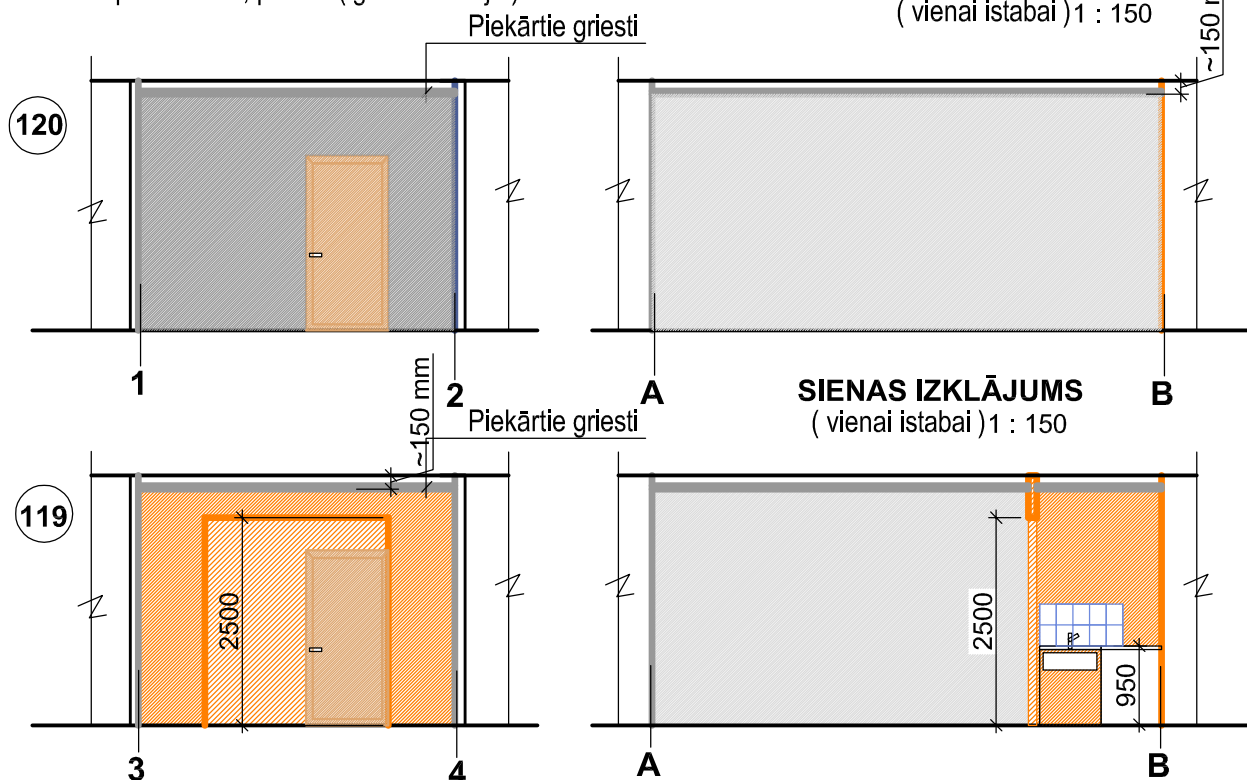 ( vienai istabai ) 1 : 150
Piekārtie griesti
120
1
2
A
B
SIENAS IZKLĀJUMS
( vienai istabai ) 1 : 150
~150 mm
Piekārtie griesti
119
2500
2500
950
3
4
A
B